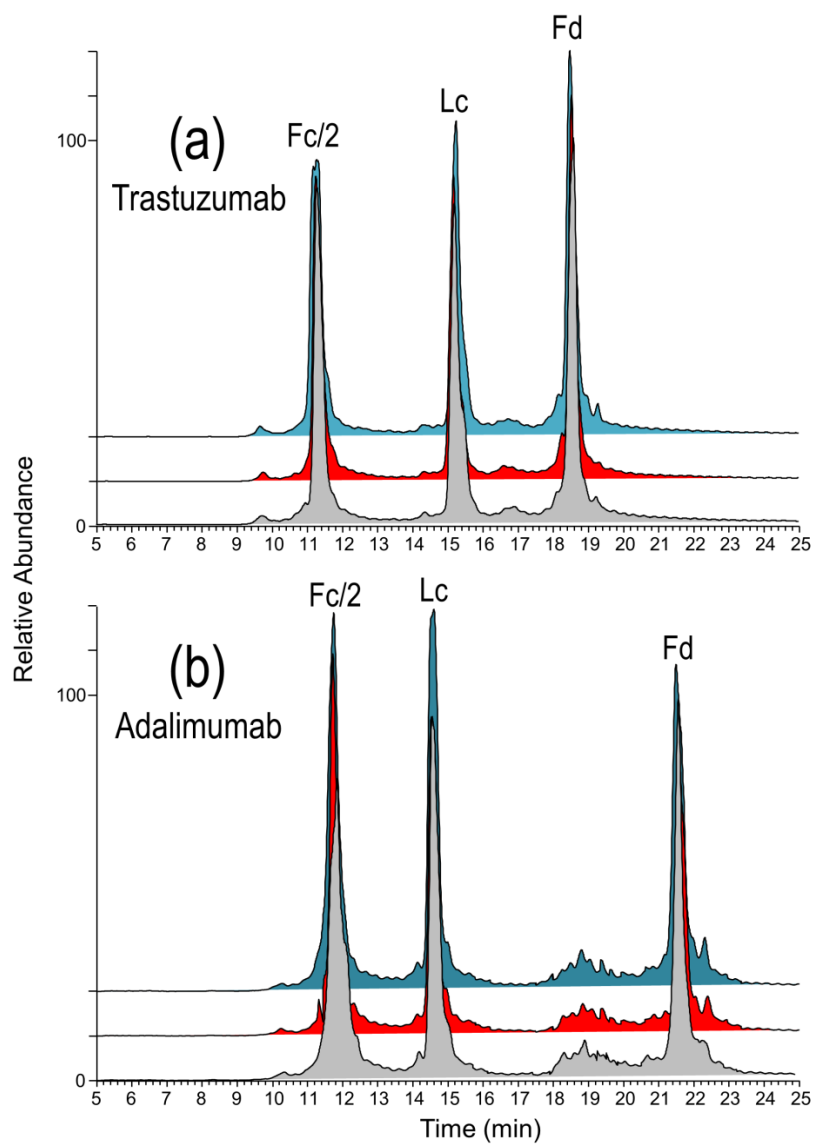 Fd
Lc
(a)
Fc/2
100
Trastuzumab
0
5 6 7 8 9 10 11 12 13 14 15 16 17 18 19 20 21 22 23 24 25
Relative Abundance
Fc/2 Lc
Fd
(b)
100
Adalimumab
0
5 6 7 8 9 10 11 12 13 14 15 16 17 18 19 20 21 22 23 24 25
Time (min)